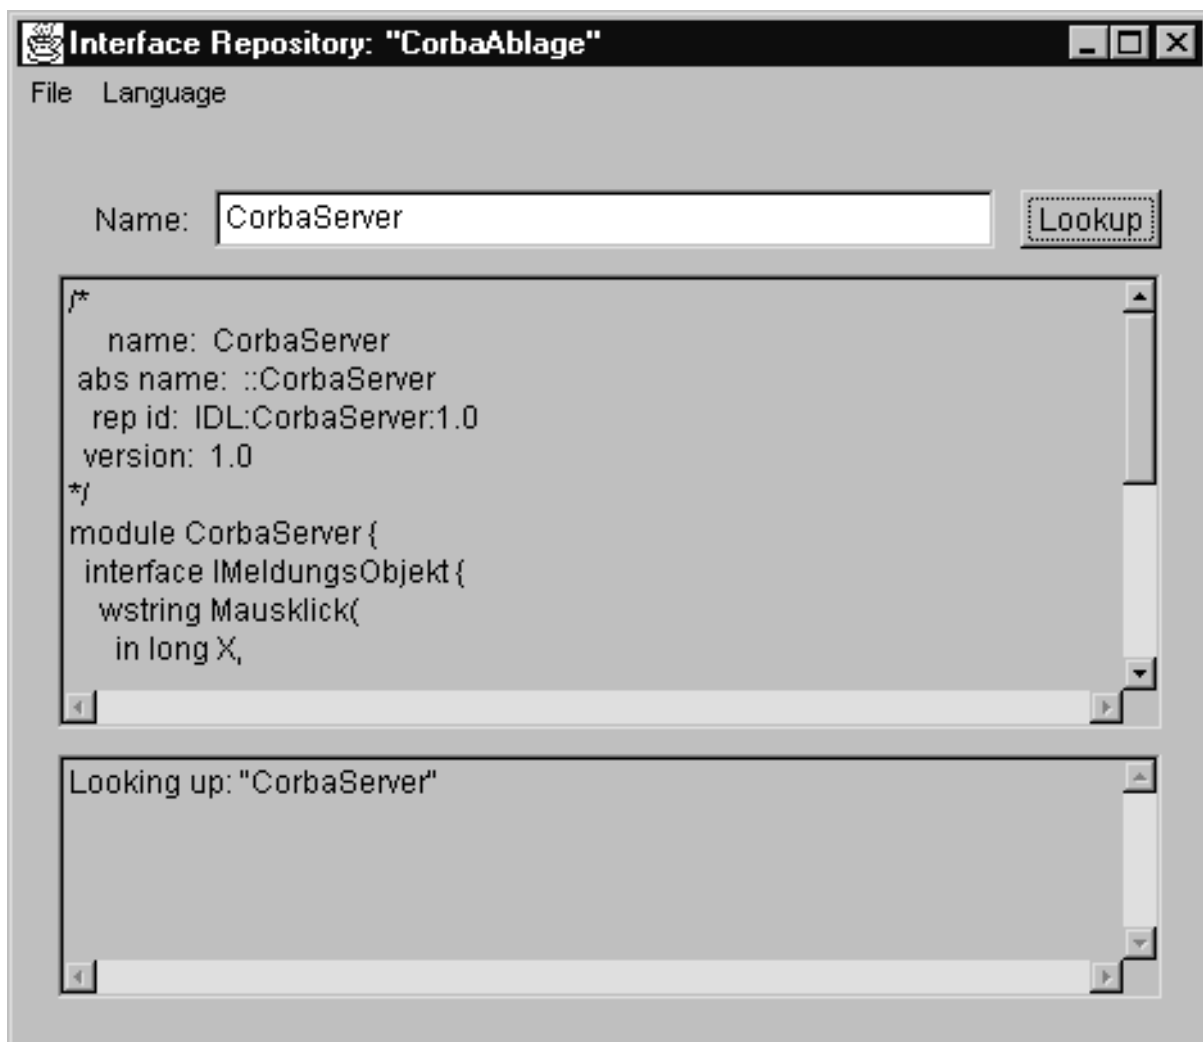 Interface Repository: "CorbaAblage"
File Language
Name: CorbaServer Lookup
/*
name: CorbaServer
abs name: ::CorbaServer
rep id: IDL:CorbaServer:1.0
version: 1.0
*/
module CorbaServer {
interface IMeldungsObjekt {
wstring Mausklick(
in long X,
Looking up: "CorbaServer"